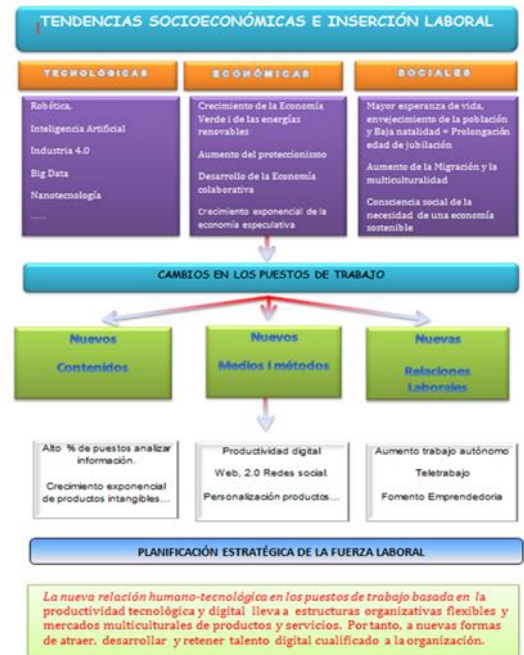 TENDENCIAS SOCIOECONÓMICAS E INSERCIÓN LABORAL
TECNOLÓGICAS
Robótica,
Inteligencia Artificial
Industria 4.0
Big Data
Nanotecnología
.....
ECONÓMICAS
Crecimiento de la Economía
Verde i de las energías
renovables
Aumento del proteccionismo
Desarrollo de la Economía
colaborativa
Crecimiento exponencial de la
economía especulativa
SOCIALES
Mayor esperanza de vida,
envejecimiento de la población
y Baja natalidad = Prolongación
edad de jubilación
Aumento de la Migración y la
multiculturalidad
Consciencia social de la
necesidad de una economía
sostenible
CAMBIOS EN LOS PUESTOS DE TRABAJO
Nuevos
Contenidos
Nuevos
Medios i métodos
Nuevas
Relaciones
Laborales
Alto % de puestos analizar
información.
Crecimiento exponencial
de productos intangibles...
Productividad digital
Web, 2.0 Redes social.
Personalización productos...
Aumento trabajo autónomo
Teletrabajo
Fomento Emprendedoria
PLANIFICACIÓN ESTRATÉGICA DE LA FUERZA LABORAL
La nueva relación humano-tecnológica en los puestos de trabajo basada en la
productividad tecnológica y digital lleva a estructuras organizativas flexibles y
mercados multiculturales de productos y servicios. Por tanto, a nuevas formas
de atraer, desarrollar y retener talento digital cualificado a la organización.